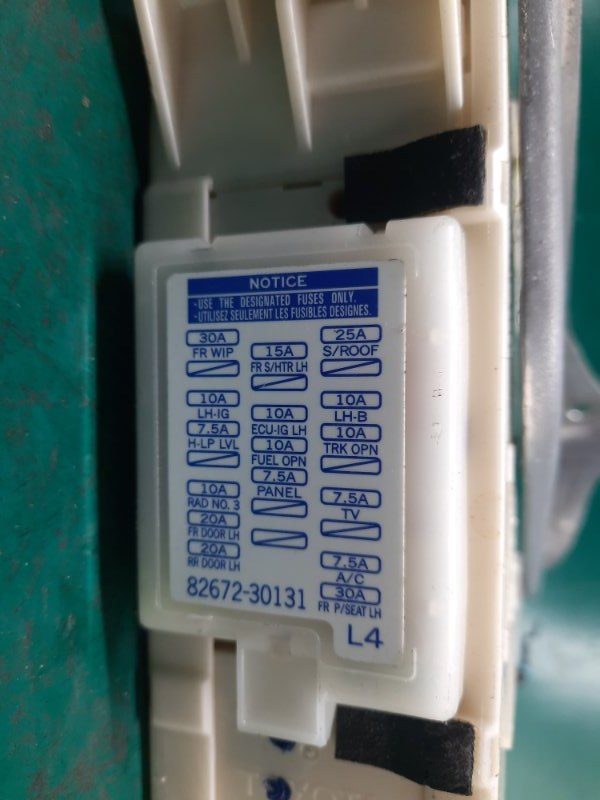 NOTICE
·USE THE DESIGNATED FUSES ONLY.
·UTILISEZ SEULEMENT LES FUSIBLES DESIGNES.
30A
FR WIP
15A
FR S/HTR LH
25A
S/ROOF
10A
LH-IG
10A
ECU-IG LH
10A
LH-B
7.5A
H-LP LVL
10A
FUEL OPN
10A
TRK OPN
7.5A
PANEL
10A
RAD NO. 3
7.5A
TV
20A
FR DOOR LH
20A
RR DOOR LH
7.5A
A/C
30A
FR P/SEAT LH
82672-30131
L4